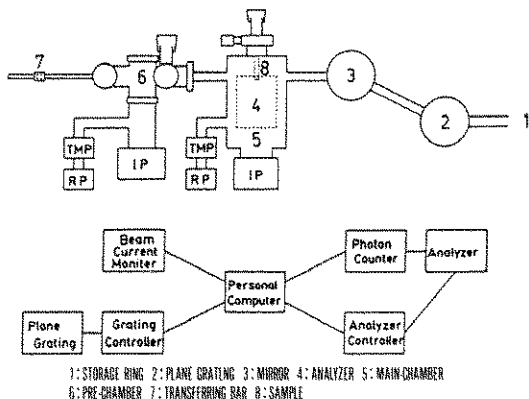 7
6
8
3
4
2
1
5
TMP
RP
IP
TMP
RP
IP
Beam
Current
Moniter
Photon
Counter
Analyzer
Personal
Computer
Plane
Grating
Grating
Controller
Analyzer
Controller
1: STORAGE RING 2: PLANE GRATLNG 3: MIRROR 4: ANALYZER 5: MAIN-CHAMBER
6: PRE-CHAMBER 7: TRANSFERRING BAR 8: SAMPLE